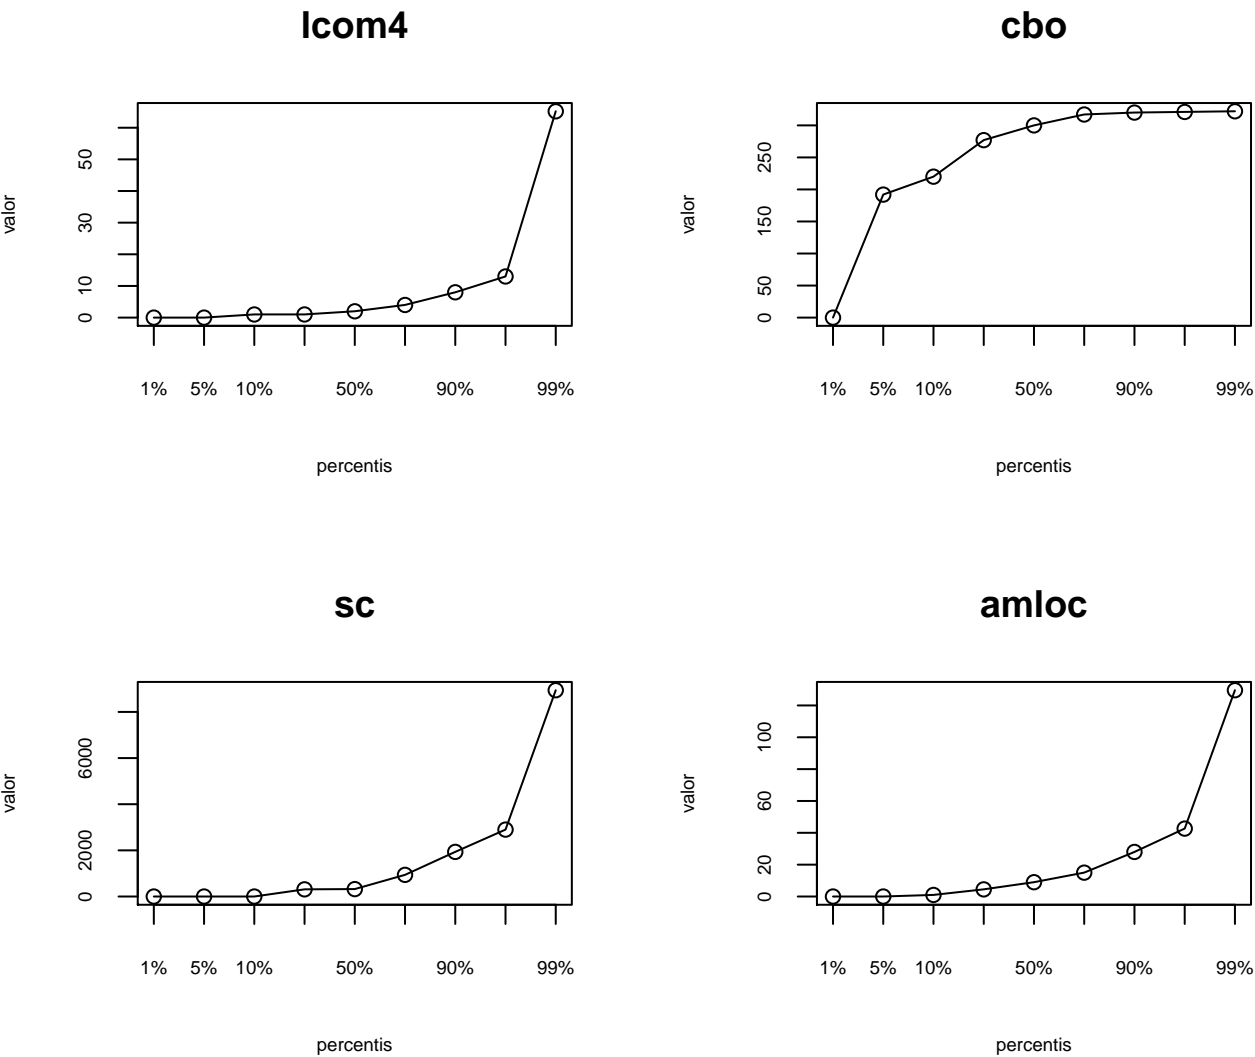 lcom4
valor
0 10 30 50
1% 5% 10% 50% 90% 99%
percentis
cbo
valor
0 50 150 250
1% 5% 10% 50% 90% 99%
percentis
sc
valor
0 2000 6000
1% 5% 10% 50% 90% 99%
percentis
amloc
valor
0 20 60 100
1% 5% 10% 50% 90% 99%
percentis